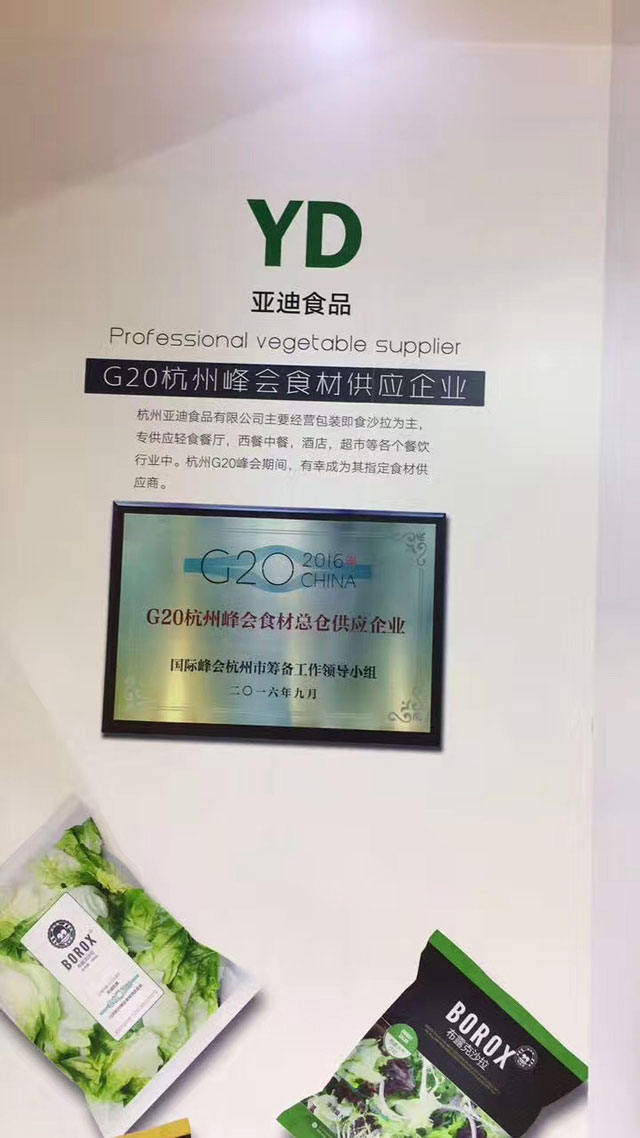 YD
亚迪食品
Professional vegetable supplier
G20杭州峰会食材供应企业
杭州亚迪食品有限公司主要经营包装即食沙拉为主,
专供应轻食餐厅,西餐中餐,酒店,超市等各个餐饮
行业中。杭州G20峰会期间,有幸成为其指定食材供
应商。
G20 2016
CHINA
G20杭州峰会食材总仓供应企业
国际峰会杭州市筹备工作领导小组
二〇一六年九月
BOROX
BOROX
布露克沙拉